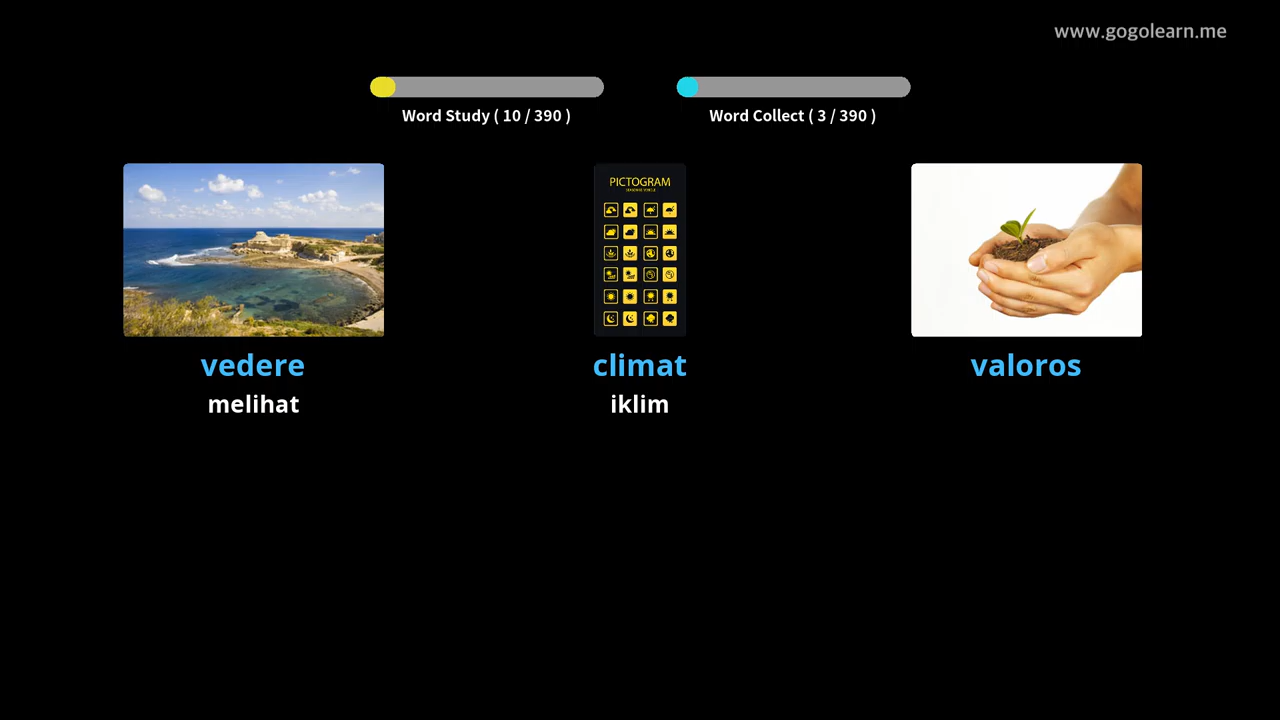 www.gogolearn.me
Word Study ( 10 / 390 )
Word Collect ( 3 / 390 )
PICTOGRAM
vedere
climat
valoros
melihat
iklim